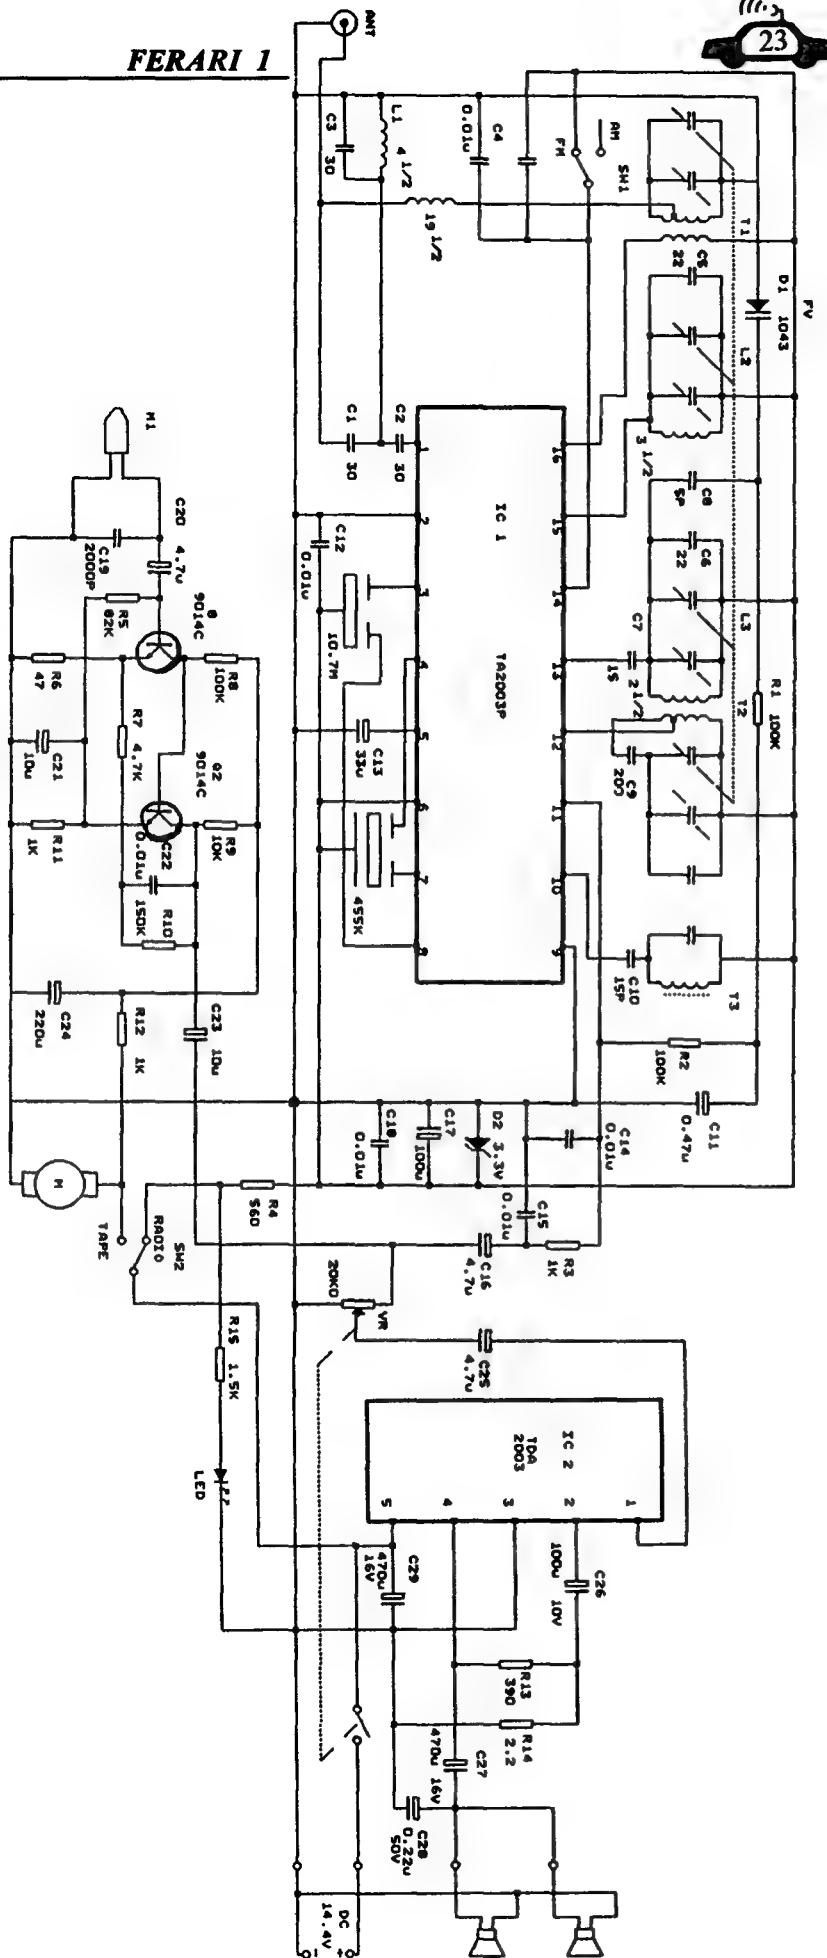 FERARI 1
23
ANT
C3
30
L1
4 1/2
C4
0.01u
AM
FM
SW1
19 1/2
T1
C5
22
D1 1043
FV
L2
3 1/2
C8
5P
C6
22
L3
C7
15
2 1/2
T2
R1
100K
C9
200
C10
15P
T3
R2
100K
C11
0.47u
C1
30
C2
30
IC 1
TA2003P
1
2
3
4
5
6
7
8
16
15
14
13
12
11
10
9
C12
0.01u
10.7M
C13
33u
455K
M1
C20
4.7u
C19
2000P
R5
82K
9014C
R8
100K
R6
47
R7
4.7K
C21
10u
Q2
9014C
R9
10K
R11
1K
C22
0.01u
R10
150K
C23
10u
C24
220u
R12
1K
M
TAPE
RADIO
SW2
R4
560
C18
0.01u
C17
100u
D2 3.3V
C14
0.01u
C15
0.01u
C16
4.7u
R3
1K
20KΩ
VR
C25
4.7u
R15
1.5K
LED
IC 2
TDA
2003
5
4
3
2
1
C29
470u
16V
C26
100u 10V
R13
390
R14
2.2
C27
470u 16V
C28
0.22u
50V
DC
14.4V
+
-